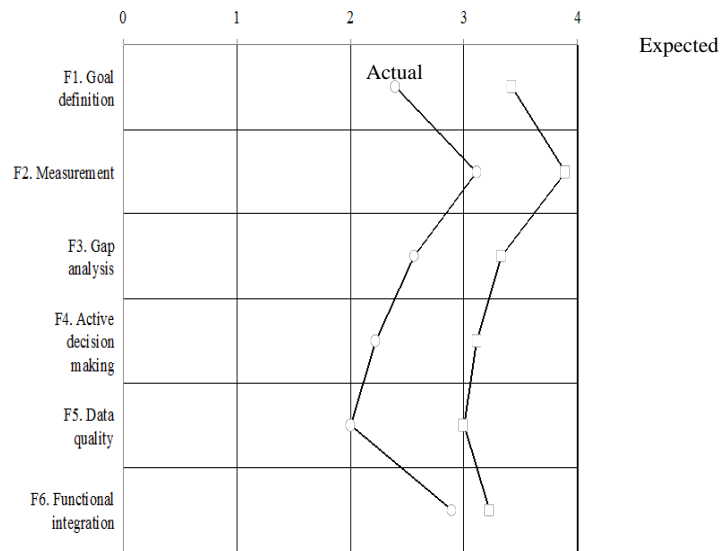 0 1 2 3 4
Expected
Actual
F1. Goal
definition
F2. Measurement
F3. Gap
analysis
F4. Active
decision
making
F5. Data
quality
F6. Functional
integration